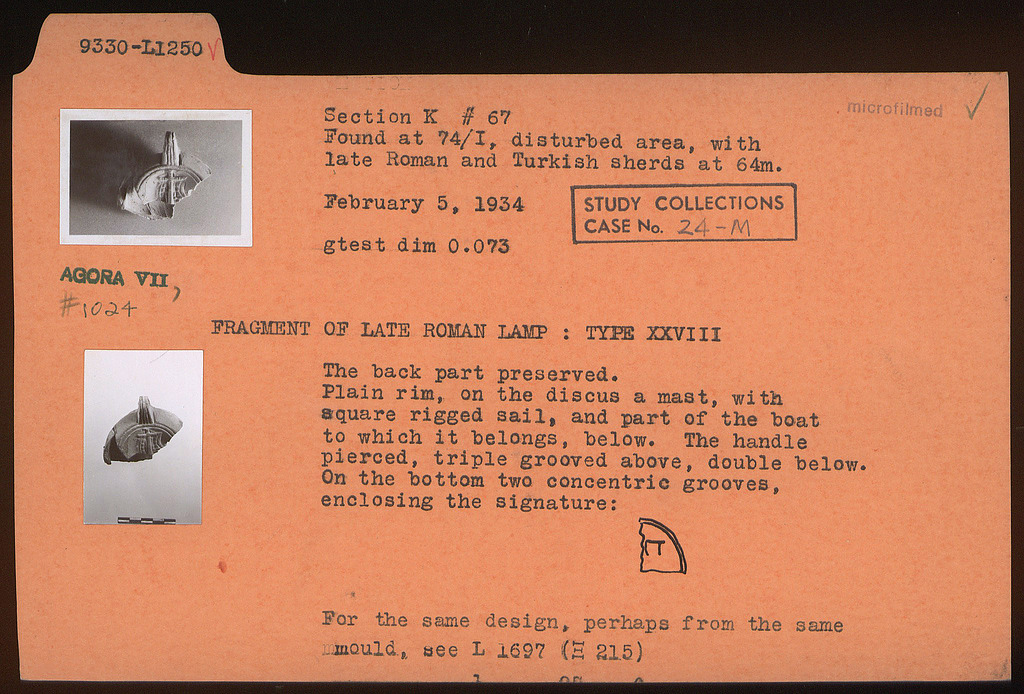 9330-L1250 √
microfilmed ✓
Section K # 67
Found at 74/I, disturbed area, with
late Roman and Turkish sherds at 64m.
February 5, 1934
STUDY COLLECTIONS
CASE No. 24-M
gtest dim 0.073
AGORA VII,
#1024
FRAGMENT OF LATE ROMAN LAMP : TYPE XXVIII
The back part preserved.
Plain rim, on the discus a mast, with
square rigged sail, and part of the boat
to which it belongs, below. The handle
pierced, triple grooved above, double below.
On the bottom two concentric grooves,
enclosing the signature:
Π
For the same design, perhaps from the same
mmould, see L 1697 (Ξ 215)